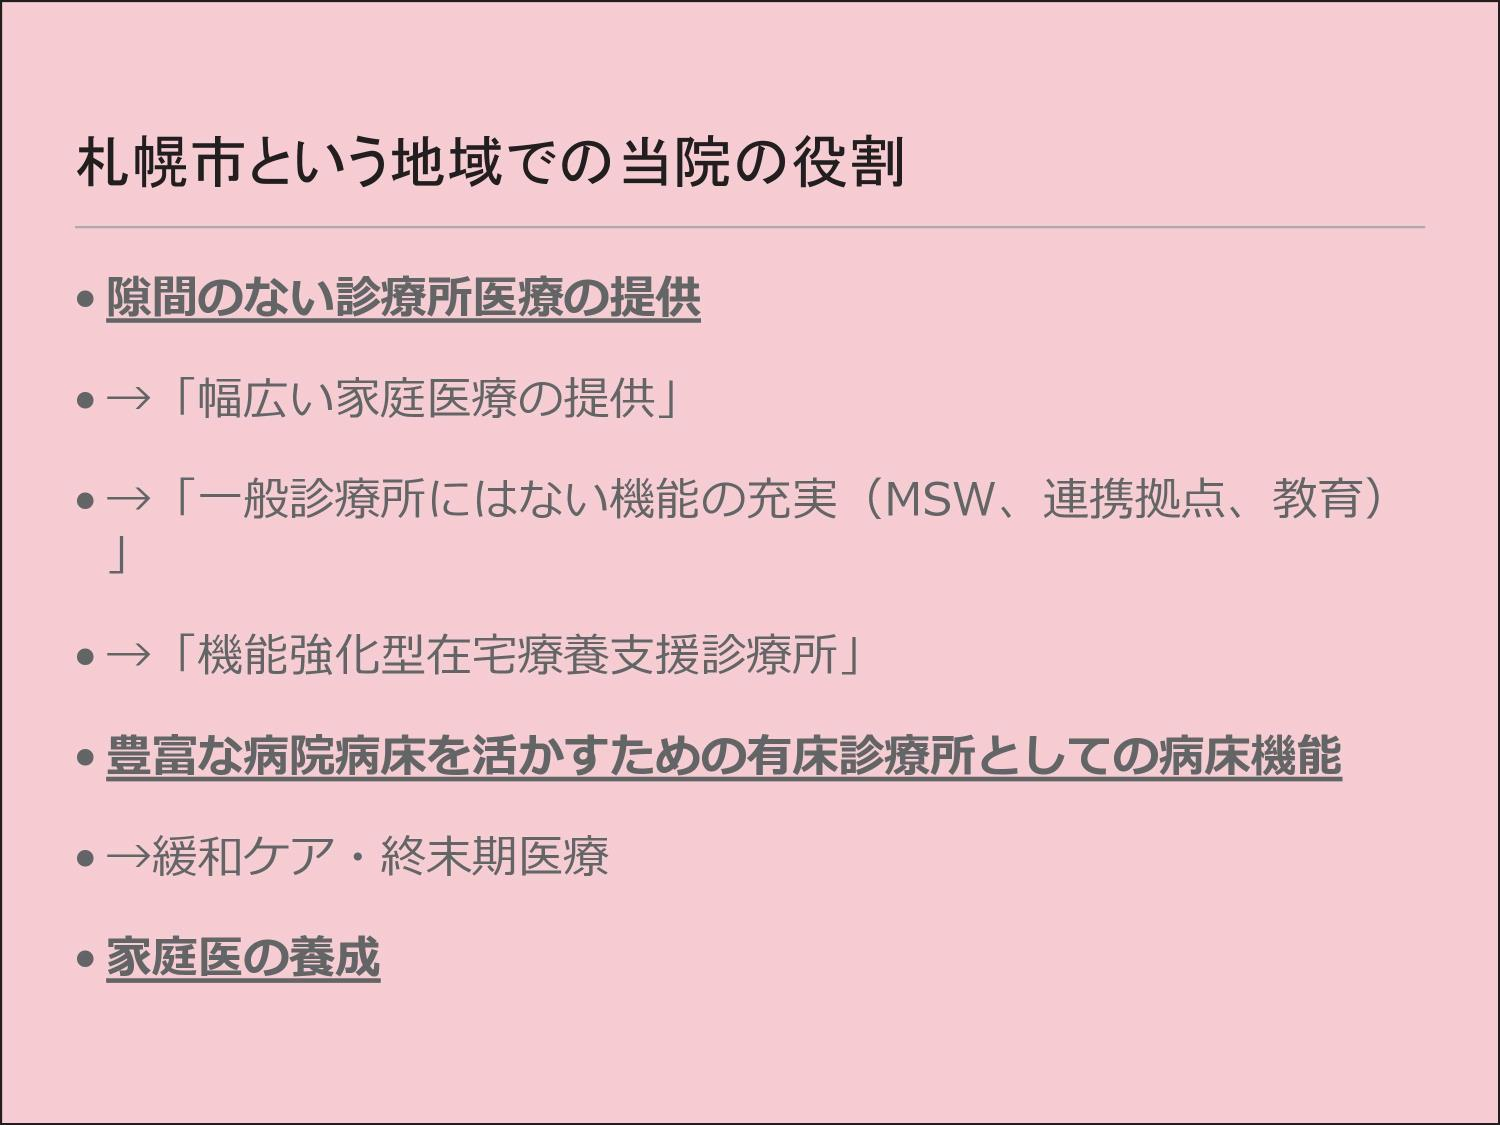 札幌市という地域での当院の役割
• 隙間のない診療所医療の提供
• →「幅広い家庭医療の提供」
• →「一般診療所にはない機能の充実（MSW、連携拠点、教育）
」
• →「機能強化型在宅療養支援診療所」
• 豊富な病院病床を活かすための有床診療所としての病床機能
• →緩和ケア・終末期医療
• 家庭医の養成